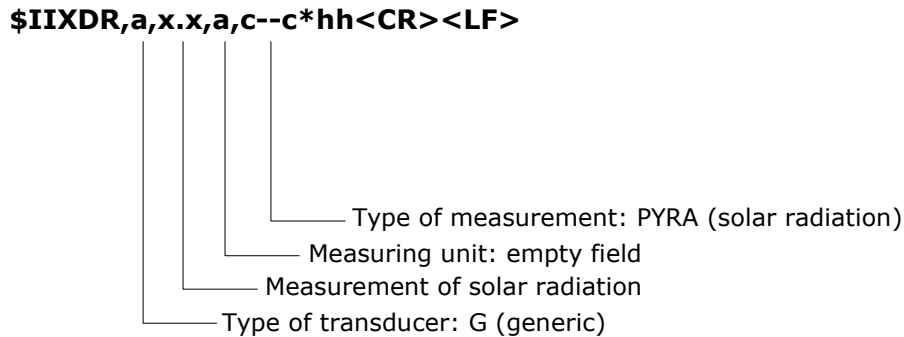 $IIXDR,a,x.x,a,c--c*hh<CR><LF>
Type of measurement: PYRA (solar radiation)
Measuring unit: empty field
Measurement of solar radiation
Type of transducer: G (generic)